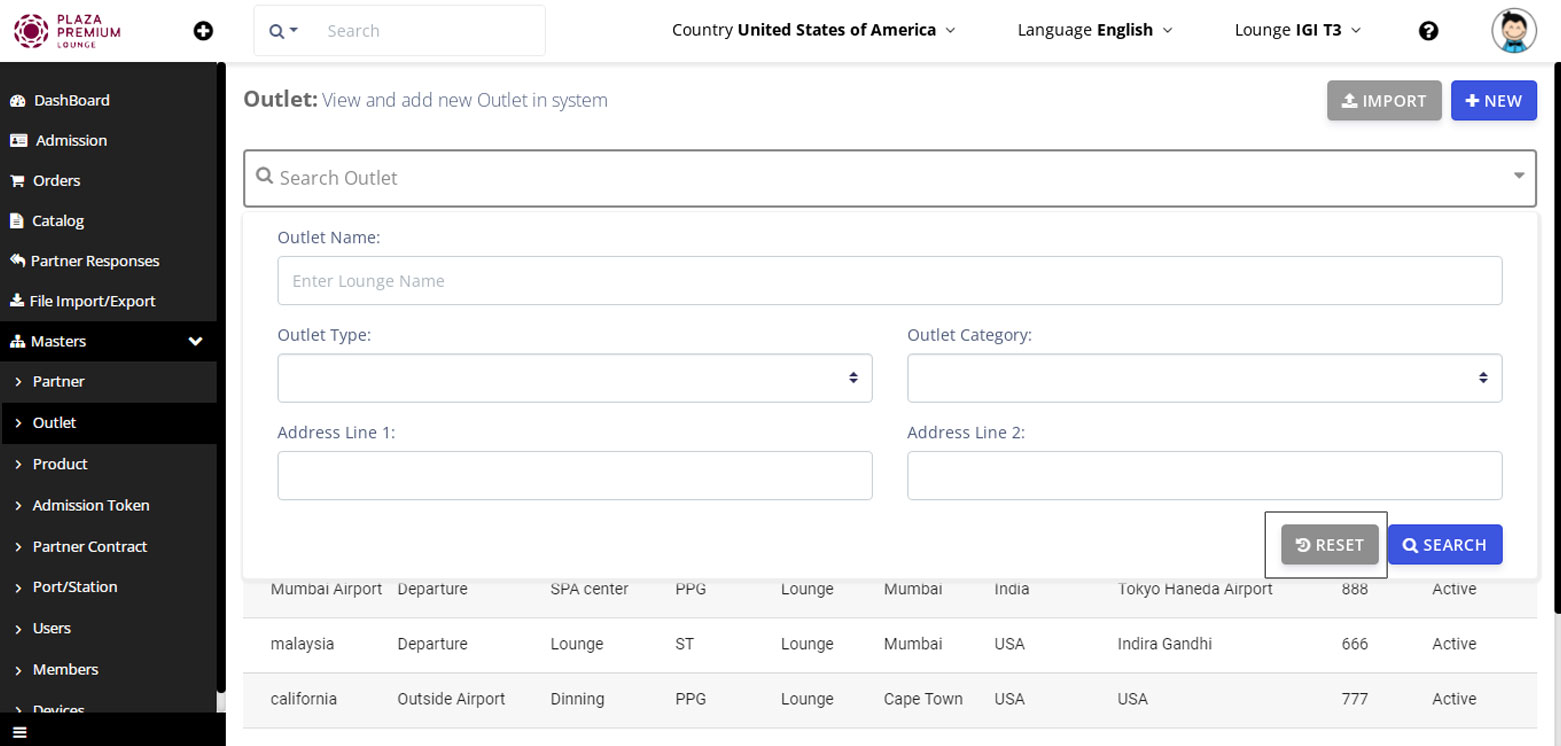 PLAZA
PREMIUM
LOUNGE
Search
Country United States of America
Language English
Lounge IGI T3
DashBoard
Admission
Orders
Catalog
Partner Responses
File Import/Export
Masters
Partner
Outlet
Product
Admission Token
Partner Contract
Port/Station
Users
Members
Devices
Outlet: View and add new Outlet in system
IMPORT
NEW
Search Outlet
Outlet Name:
Enter Lounge Name
Outlet Type:
Outlet Category:
Address Line 1:
Address Line 2:
RESET
SEARCH
Mumbai Airport Departure SPA center PPG Lounge Mumbai India Tokyo Haneda Airport 888 Active
malaysia Departure Lounge ST Lounge Mumbai USA Indira Gandhi 666 Active
california Outside Airport Dinning PPG Lounge Cape Town USA USA 777 Active